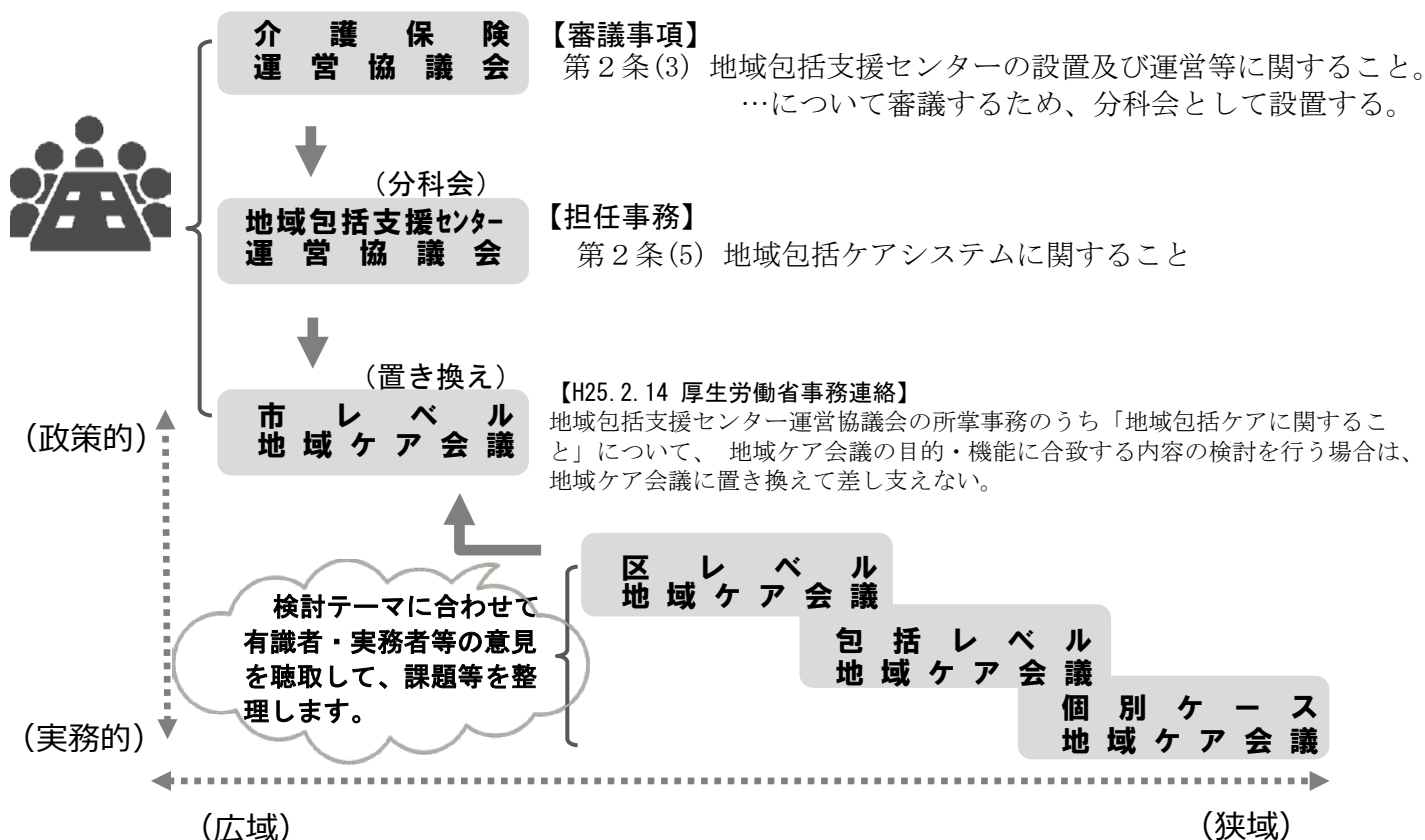 介護保険
運営協議会
【審議事項】
第２条(3) 地域包括支援センターの設置及び運営等に関すること。
…について審議するため、分科会として設置する。
（分科会）
地域包括支援ｾﾝﾀｰ
運営協議会
【担任事務】
第２条(5) 地域包括ケアシステムに関すること
（置き換え）
市レベル
地域ケア会議
【H25.2.14 厚生労働省事務連絡】
地域包括支援センター運営協議会の所掌事務のうち「地域包括ケアに関するこ
と」について、 地域ケア会議の目的・機能に合致する内容の検討を行う場合は、
地域ケア会議に置き換えて差し支えない。
（政策的）
区レベル
地域ケア会議
検討テーマに合わせて
有識者・実務者等の意見
を聴取して、課題等を整
理します。
包括レベル
地域ケア会議
個別ケース
地域ケア会議
（実務的）
（広域）
（狭域）